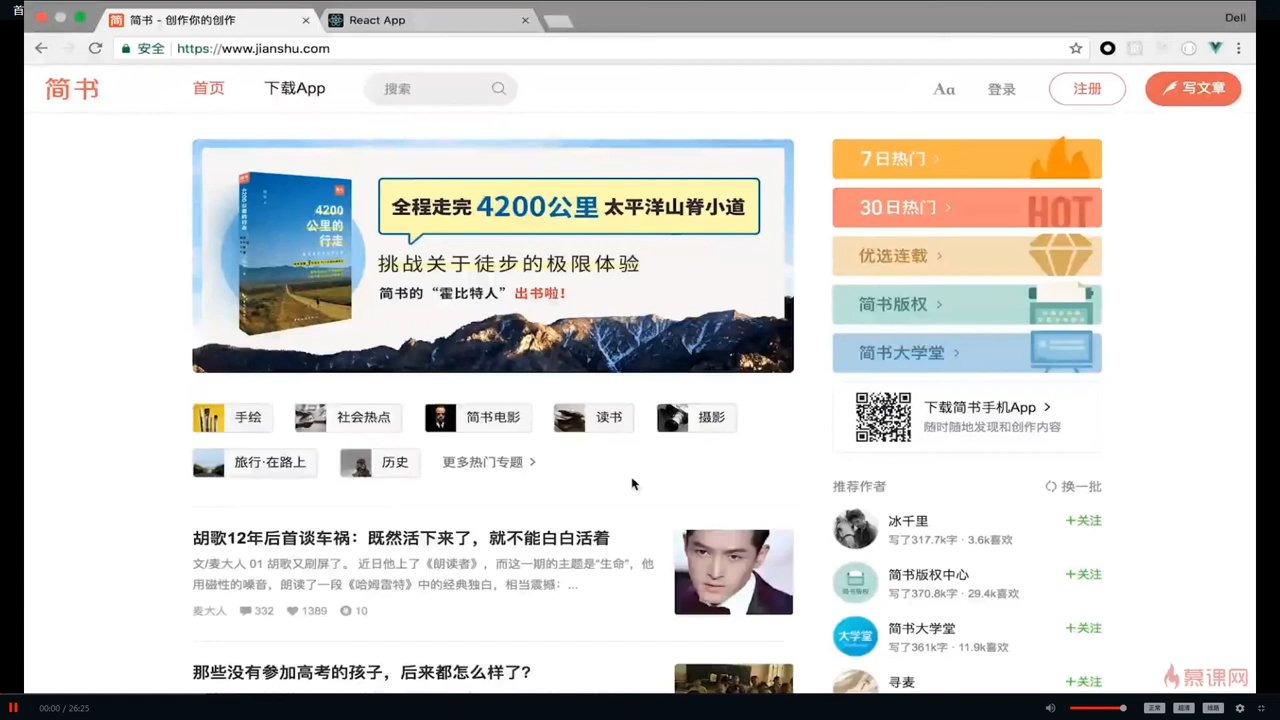 首
简书 - 创作你的创作
React App
Dell
安全
https://www.jianshu.com
简书
首页
下载App
搜索
Aa
登录
注册
写文章
4200
公里的
行走
全程走完 4200公里 太平洋山脊小道
挑战关于徒步的极限体验
简书的“霍比特人”出书啦!
7日热门
30日热门
HOT
优选连载
简书版权
简书大学堂
下载简书手机App
随时随地发现和创作内容
手绘
社会热点
简书电影
读书
摄影
旅行·在路上
历史
更多热门专题
推荐作者
换一批
胡歌12年后首谈车祸：既然活下来了，就不能白白活着
文/麦大人 01 胡歌又刷屏了。 近日他上了《朗读者》，而这一期的主题是“生命”，他
用磁性的嗓音，朗读了一段《哈姆雷特》中的经典独白，相当震撼：...
麦大人
332
1389
10
冰千里
写了317.7k字 · 3.6k喜欢
+关注
简书版权
简书版权中心
写了370.8k字 · 29.4k喜欢
+关注
大学堂
简书大学堂
写了361k字 · 11.9k喜欢
+关注
那些没有参加高考的孩子，后来都怎么样了？
寻麦
+关注
慕课网
00:00 / 26:25
正常
超清
线路